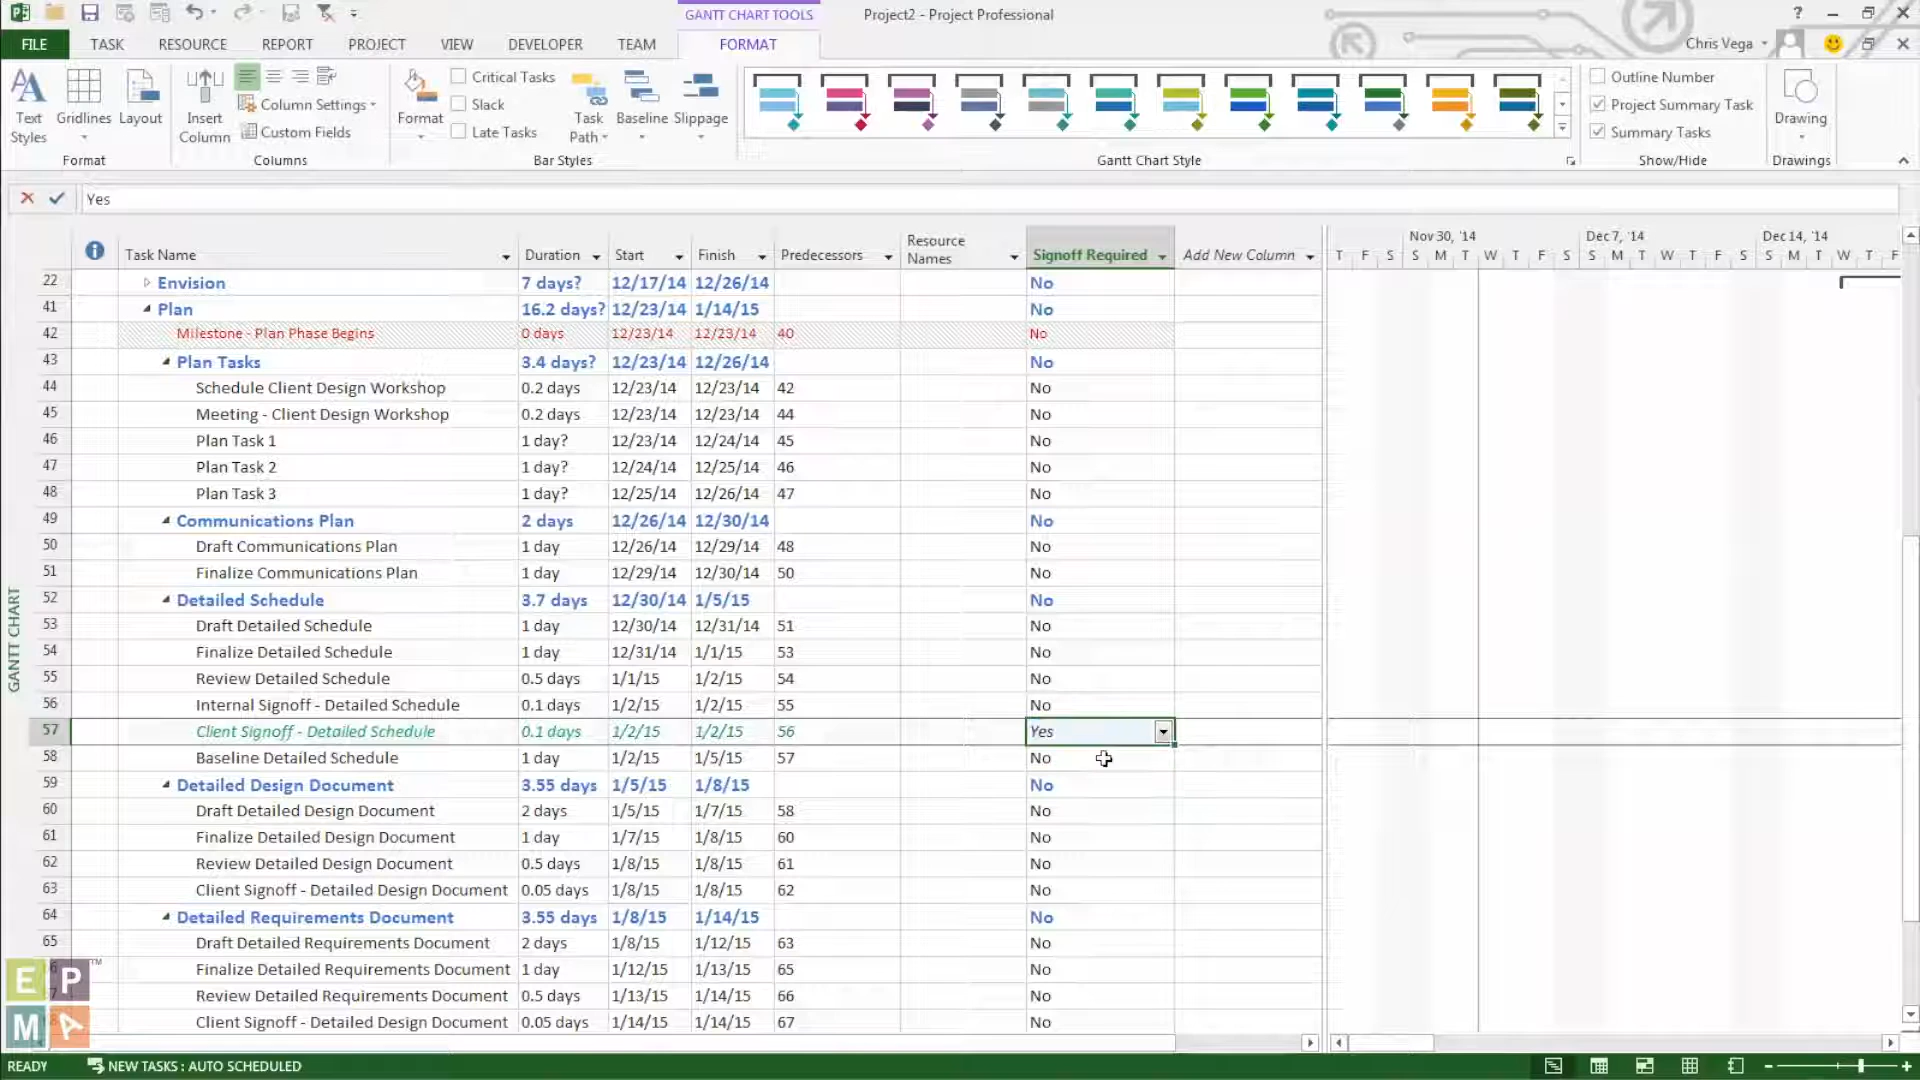 GANTT CHART TOOLS
Project2 - Project Professional
?
FILE TASK RESOURCE REPORT PROJECT VIEW DEVELOPER TEAM FORMAT
Chris Vega
Text Styles
Gridlines
Layout
Format
Insert Column
Column Settings
Custom Fields
Columns
Format
Critical Tasks
Slack
Late Tasks
Task Path
Baseline
Slippage
Bar Styles
Gantt Chart Style
Outline Number
Project Summary Task
Summary Tasks
Show/Hide
Drawing
Drawings
Yes
Task Name Duration Start Finish Predecessors Resource Names Signoff Required Add New Column
Nov 30, '14 Dec 7, '14 Dec 14, '14
T F S S M T W T F S S M T W T F S S M T W T F
22 Envision 7 days? 12/17/14 12/26/14 No
41 Plan 16.2 days? 12/23/14 1/14/15 No
42 Milestone - Plan Phase Begins 0 days 12/23/14 12/23/14 40 No
43 Plan Tasks 3.4 days? 12/23/14 12/26/14 No
44 Schedule Client Design Workshop 0.2 days 12/23/14 12/23/14 42 No
45 Meeting - Client Design Workshop 0.2 days 12/23/14 12/23/14 44 No
46 Plan Task 1 1 day? 12/23/14 12/24/14 45 No
47 Plan Task 2 1 day? 12/24/14 12/25/14 46 No
48 Plan Task 3 1 day? 12/25/14 12/26/14 47 No
49 Communications Plan 2 days 12/26/14 12/30/14 No
50 Draft Communications Plan 1 day 12/26/14 12/29/14 48 No
51 Finalize Communications Plan 1 day 12/29/14 12/30/14 50 No
52 Detailed Schedule 3.7 days 12/30/14 1/5/15 No
53 Draft Detailed Schedule 1 day 12/30/14 12/31/14 51 No
54 Finalize Detailed Schedule 1 day 12/31/14 1/1/15 53 No
55 Review Detailed Schedule 0.5 days 1/1/15 1/2/15 54 No
56 Internal Signoff - Detailed Schedule 0.1 days 1/2/15 1/2/15 55 No
57 Client Signoff - Detailed Schedule 0.1 days 1/2/15 1/2/15 56 Yes
58 Baseline Detailed Schedule 1 day 1/2/15 1/5/15 57 No
59 Detailed Design Document 3.55 days 1/5/15 1/8/15 No
60 Draft Detailed Design Document 2 days 1/5/15 1/7/15 58 No
61 Finalize Detailed Design Document 1 day 1/7/15 1/8/15 60 No
62 Review Detailed Design Document 0.5 days 1/8/15 1/8/15 61 No
63 Client Signoff - Detailed Design Document 0.05 days 1/8/15 1/8/15 62 No
64 Detailed Requirements Document 3.55 days 1/8/15 1/14/15 No
65 Draft Detailed Requirements Document 2 days 1/8/15 1/12/15 63 No
Finalize Detailed Requirements Document 1 day 1/12/15 1/13/15 65 No
Review Detailed Requirements Document 0.5 days 1/13/15 1/14/15 66 No
Client Signoff - Detailed Design Document 0.05 days 1/14/15 1/14/15 67 No
GANTT CHART
EPMA™
READY NEW TASKS : AUTO SCHEDULED